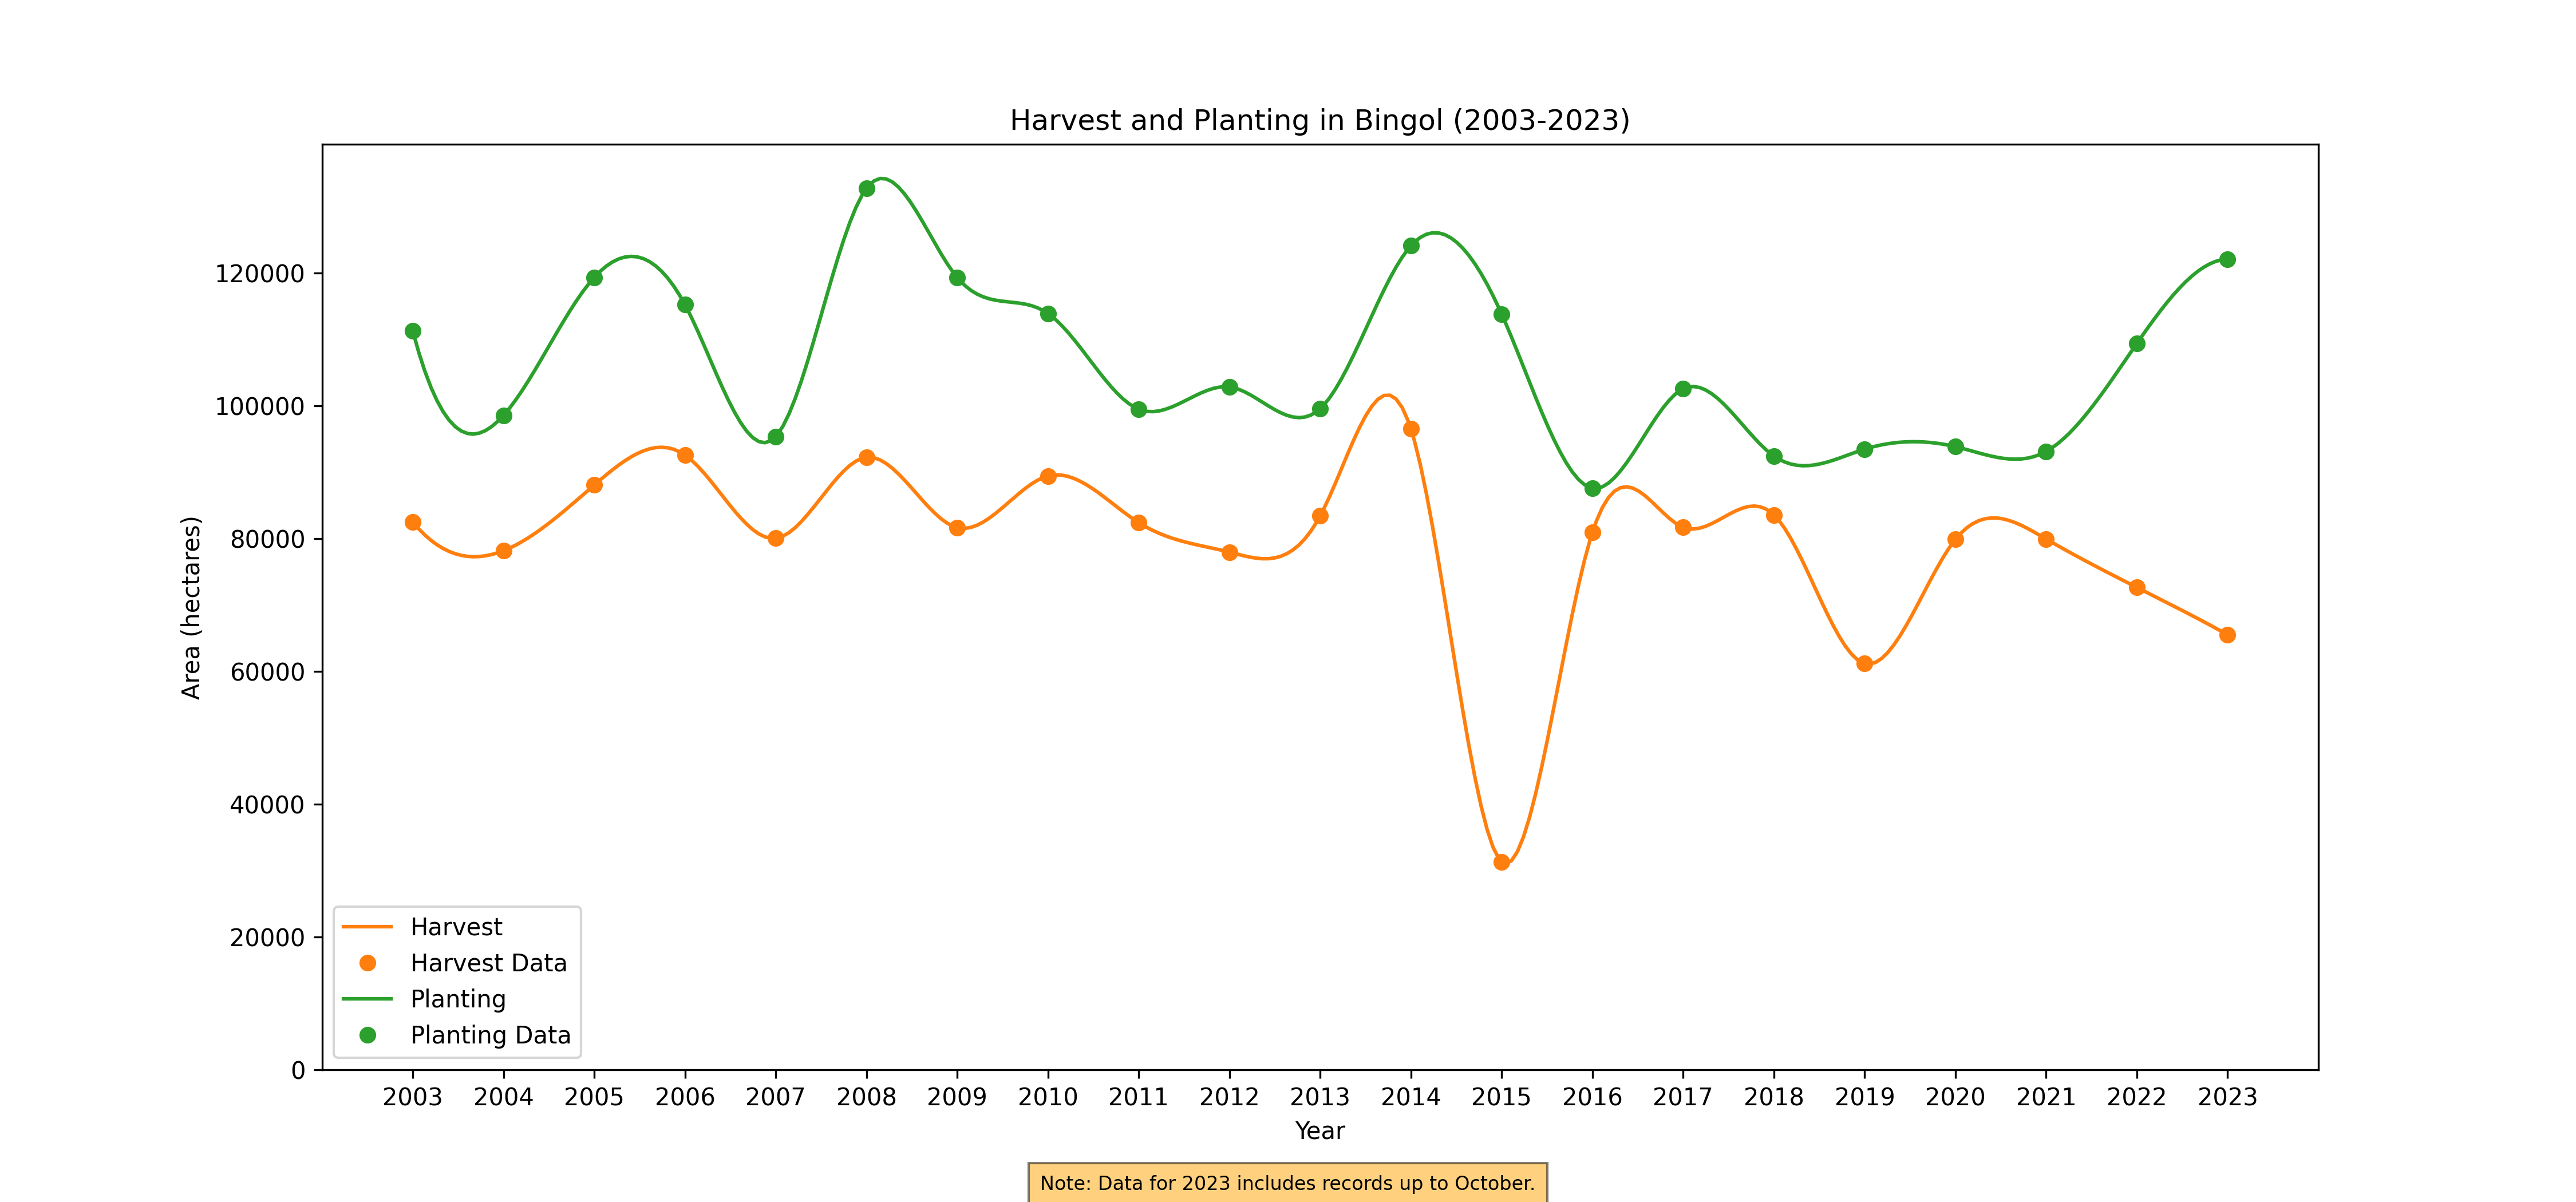 Harvest and Planting in Bingol (2003-2023)
120000
100000
80000
60000
40000
20000
0
Area (hectares)
Harvest
Harvest Data
Planting
Planting Data
2003 2004 2005 2006 2007 2008 2009 2010 2011 2012 2013 2014 2015 2016 2017 2018 2019 2020 2021 2022 2023
Year
Note: Data for 2023 includes records up to October.